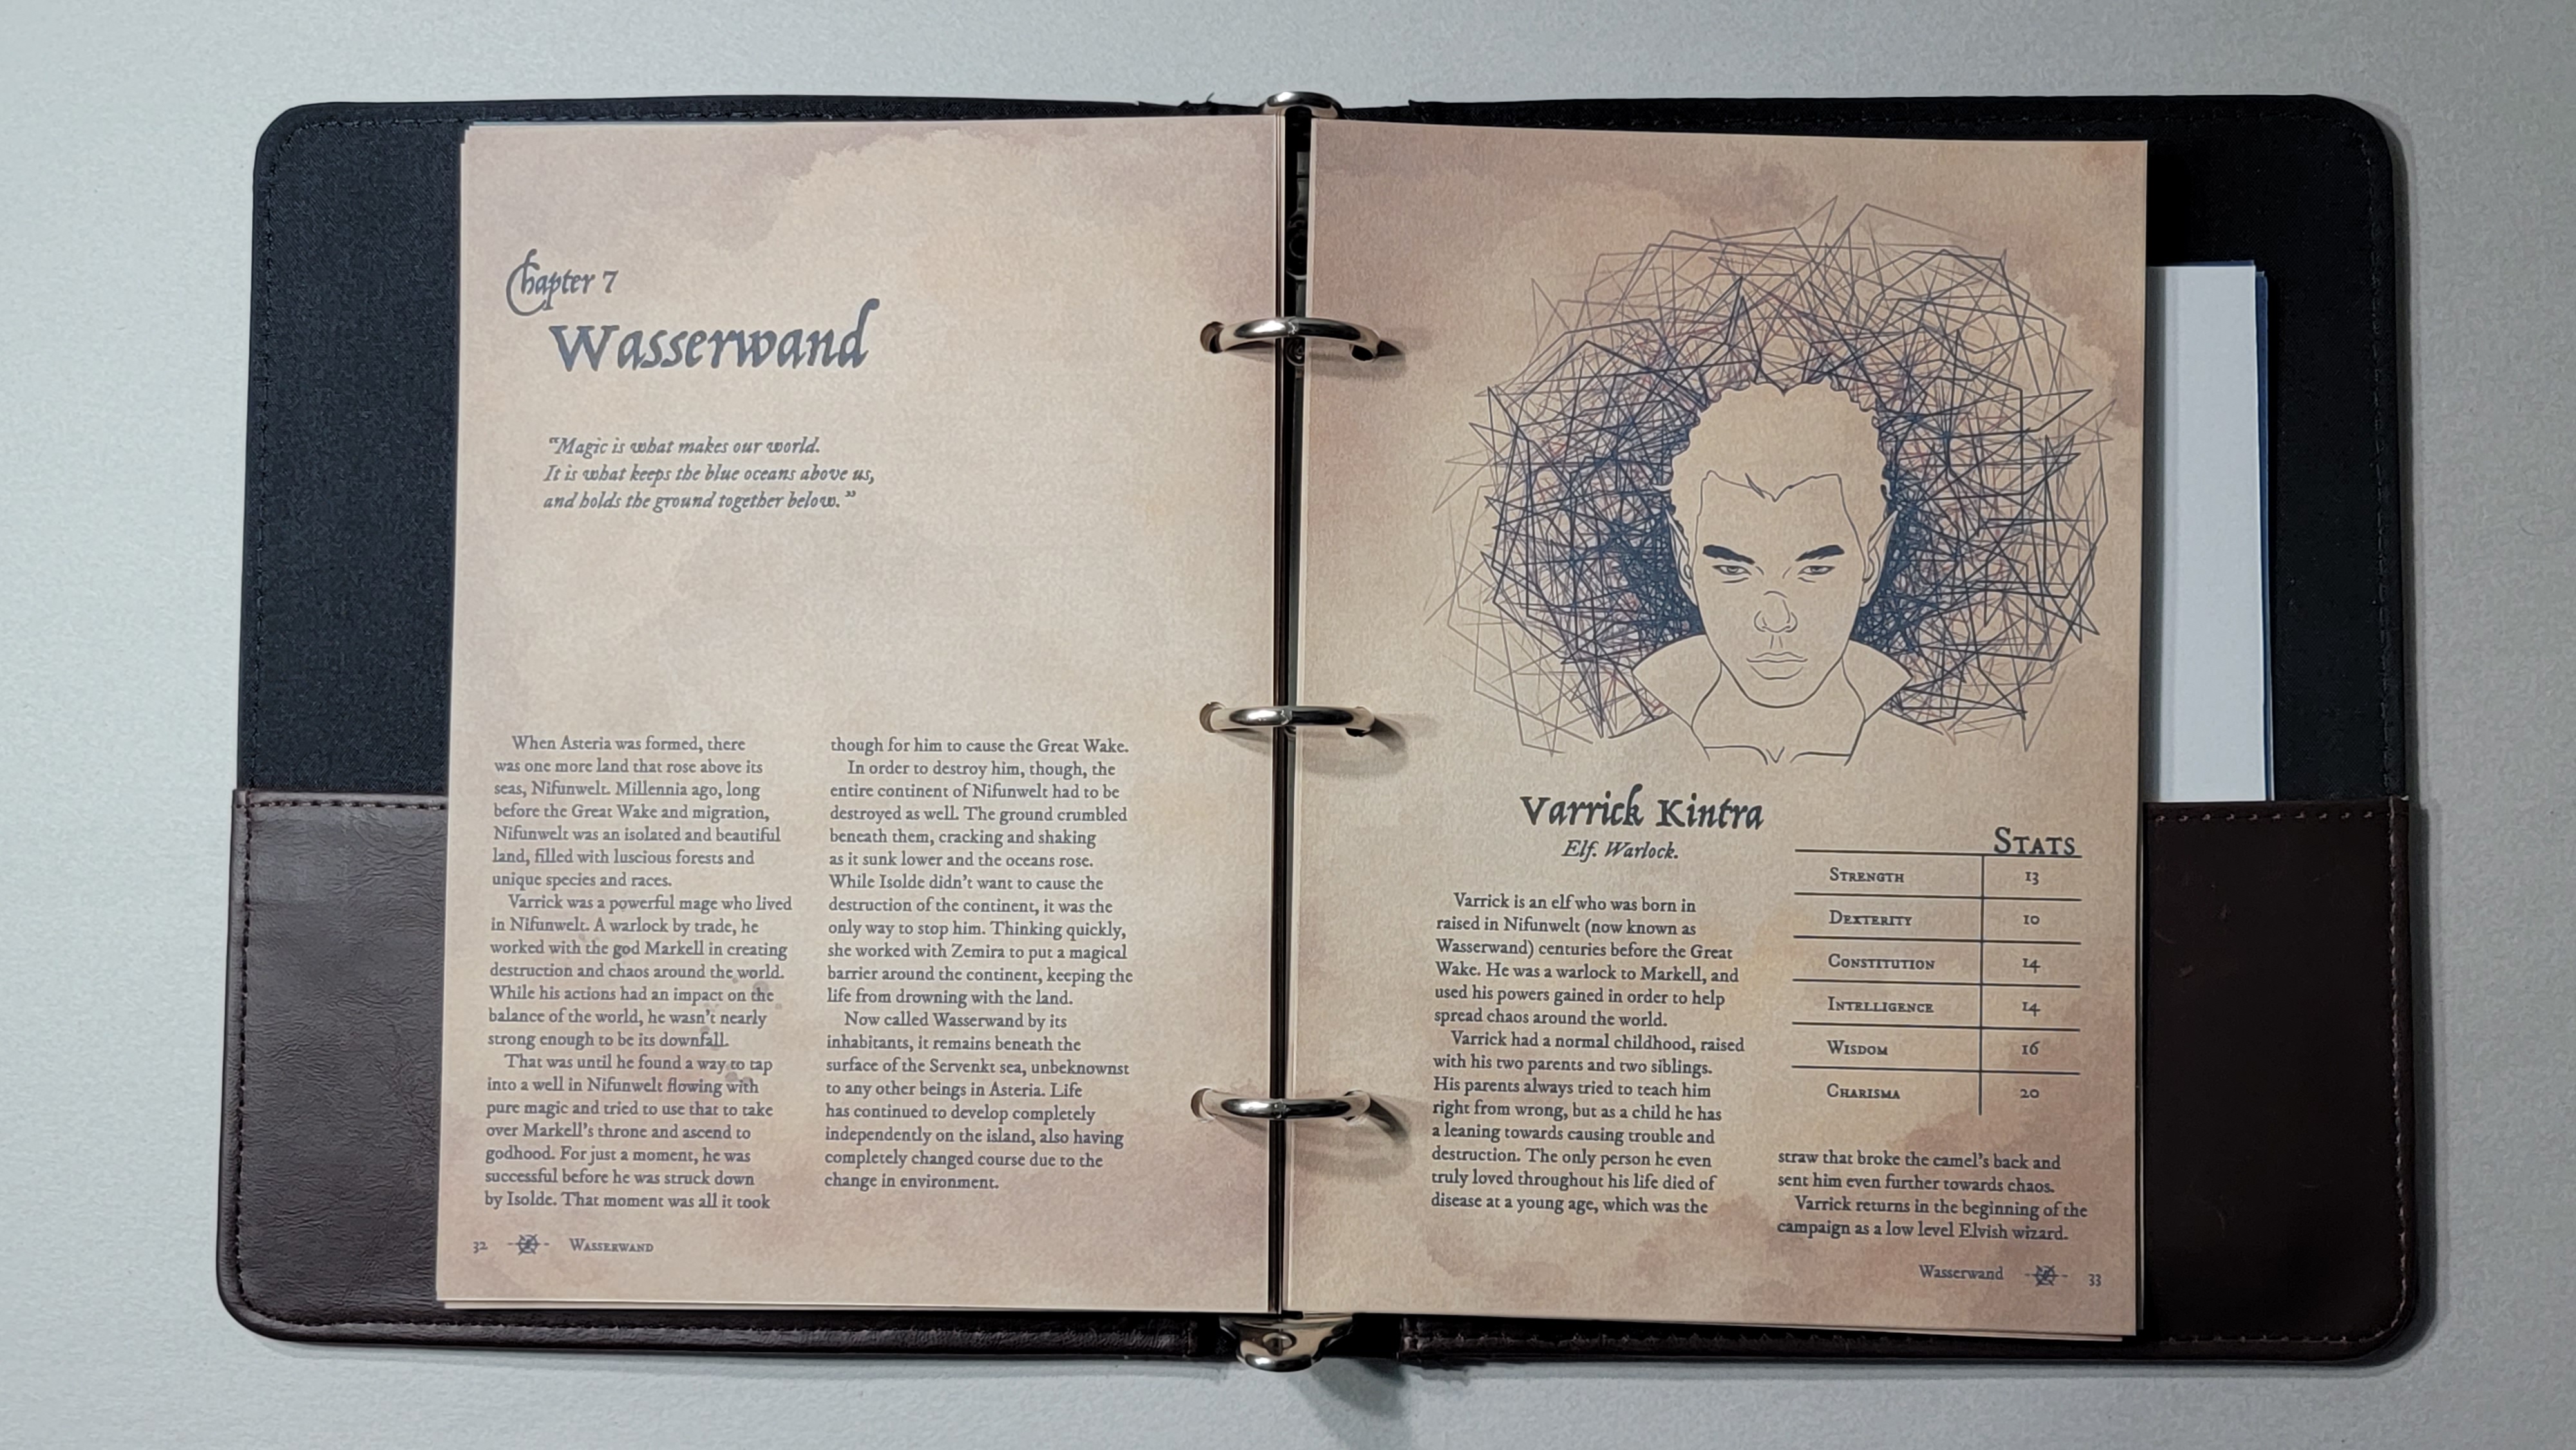 Chapter 7
Wasserwand
"Magic is what makes our world.
It is what keeps the blue oceans above us,
and holds the ground together below."
When Asteria was formed, there
was one more land that rose above its
seas, Nifunwelt. Millennia ago, long
before the Great Wake and migration,
Nifunwelt was an isolated and beautiful
land, filled with luscious forests and
unique species and races.
Varrick was a powerful mage who lived
in Nifunwelt. A warlock by trade, he
worked with the god Markell in creating
destruction and chaos around the world.
While his actions had an impact on the
balance of the world, he wasn't nearly
strong enough to be its downfall.
That was until he found a way to tap
into a well in Nifunwelt flowing with
pure magic and tried to use that to take
over Markell's throne and ascend to
godhood. For just a moment, he was
successful before he was struck down
by Isolde. That moment was all it took
though for him to cause the Great Wake.
In order to destroy him, though, the
entire continent of Nifunwelt had to be
destroyed as well. The ground crumbled
beneath them, cracking and shaking
as it sunk lower and the oceans rose.
While Isolde didn't want to cause the
destruction of the continent, it was the
only way to stop him. Thinking quickly,
she worked with Zemira to put a magical
barrier around the continent, keeping the
life from drowning with the land.
Now called Wasserwand by its
inhabitants, it remains beneath the
surface of the Servenkt sea, unbeknownst
to any other beings in Asteria. Life
has continued to develop completely
independently on the island, also having
completely changed course due to the
change in environment.
32 Wasserwand
Varrick Kintra
Elf. Warlock.
Varrick is an elf who was born in
raised in Nifunwelt (now known as
Wasserwand) centuries before the Great
Wake. He was a warlock to Markell, and
used his powers gained in order to help
spread chaos around the world.
Varrick had a normal childhood, raised
with his two parents and two siblings.
His parents always tried to teach him
right from wrong, but as a child he has
a leaning towards causing trouble and
destruction. The only person he even
truly loved throughout his life died of
disease at a young age, which was the
Stats
Strength 13
Dexterity 10
Constitution 14
Intelligence 14
Wisdom 16
Charisma 20
straw that broke the camel's back and
sent him even further towards chaos.
Varrick returns in the beginning of the
campaign as a low level Elvish wizard.
Wasserwand 33